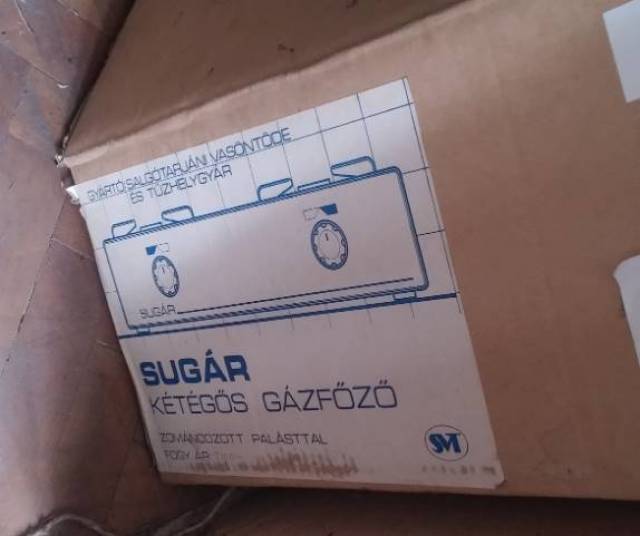 GYÁRTÓ: SALGÓTARJÁNI VASÖNTÖDE
ÉS TŰZHELYGYÁR
SUGÁR
SUGÁR
KÉTÉGŐS GÁZFŐZŐ
ZOMÁNCOZOTT PALÁSTTAL
FOGY. ÁR
SVT